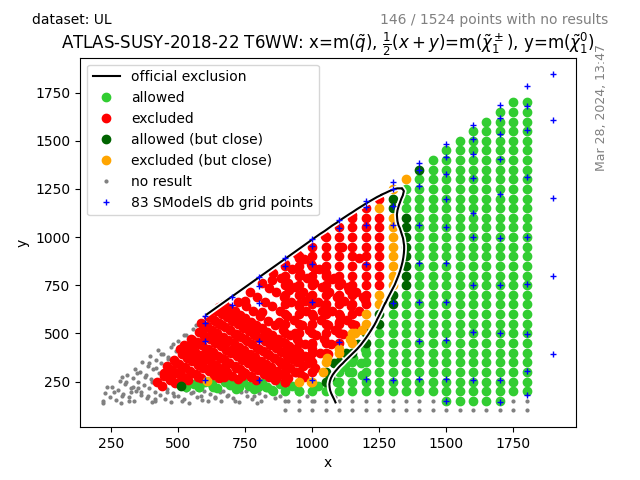 dataset: UL
146 / 1524 points with no results
ATLAS-SUSY-2018-22 T6WW: x=m(q̃), ½(x + y)=m(χ̃₁±), y=m(χ̃₁⁰)
Mar 28, 2024, 13:47
official exclusion
allowed
excluded
allowed (but close)
excluded (but close)
no result
83 SModelS db grid points
y
1750
1500
1250
1000
750
500
250
250 500 750 1000 1250 1500 1750
x